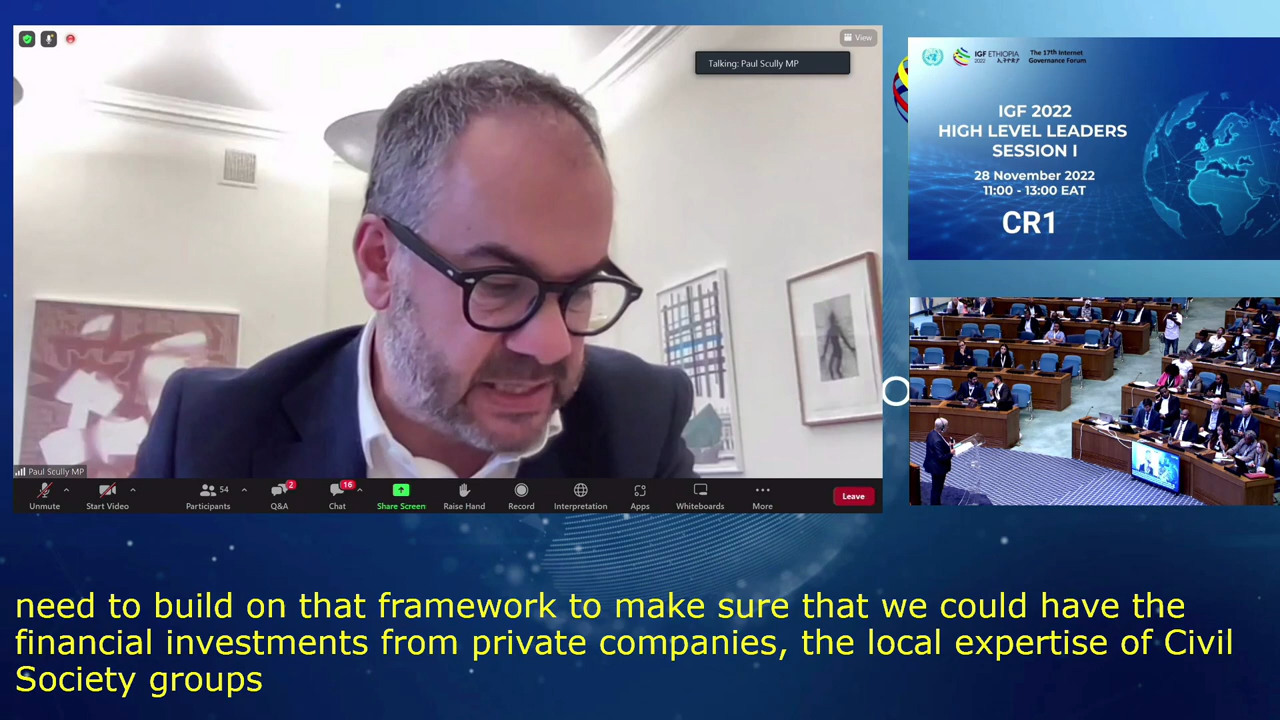 View
Talking: Paul Scully MP
Paul Scully MP
Unmute
Start Video
54
Participants
2
Q&A
16
Chat
Share Screen
Raise Hand
Record
Interpretation
Apps
Whiteboards
More
Leave
IGF ETHIOPIA
2022 ኢትዮጵያ
The 17th Internet
Governance Forum
IGF 2022
HIGH LEVEL LEADERS
SESSION I
28 November 2022
11:00 - 13:00 EAT
CR1
need to build on that framework to make sure that we could have the
financial investments from private companies, the local expertise of Civil
Society groups